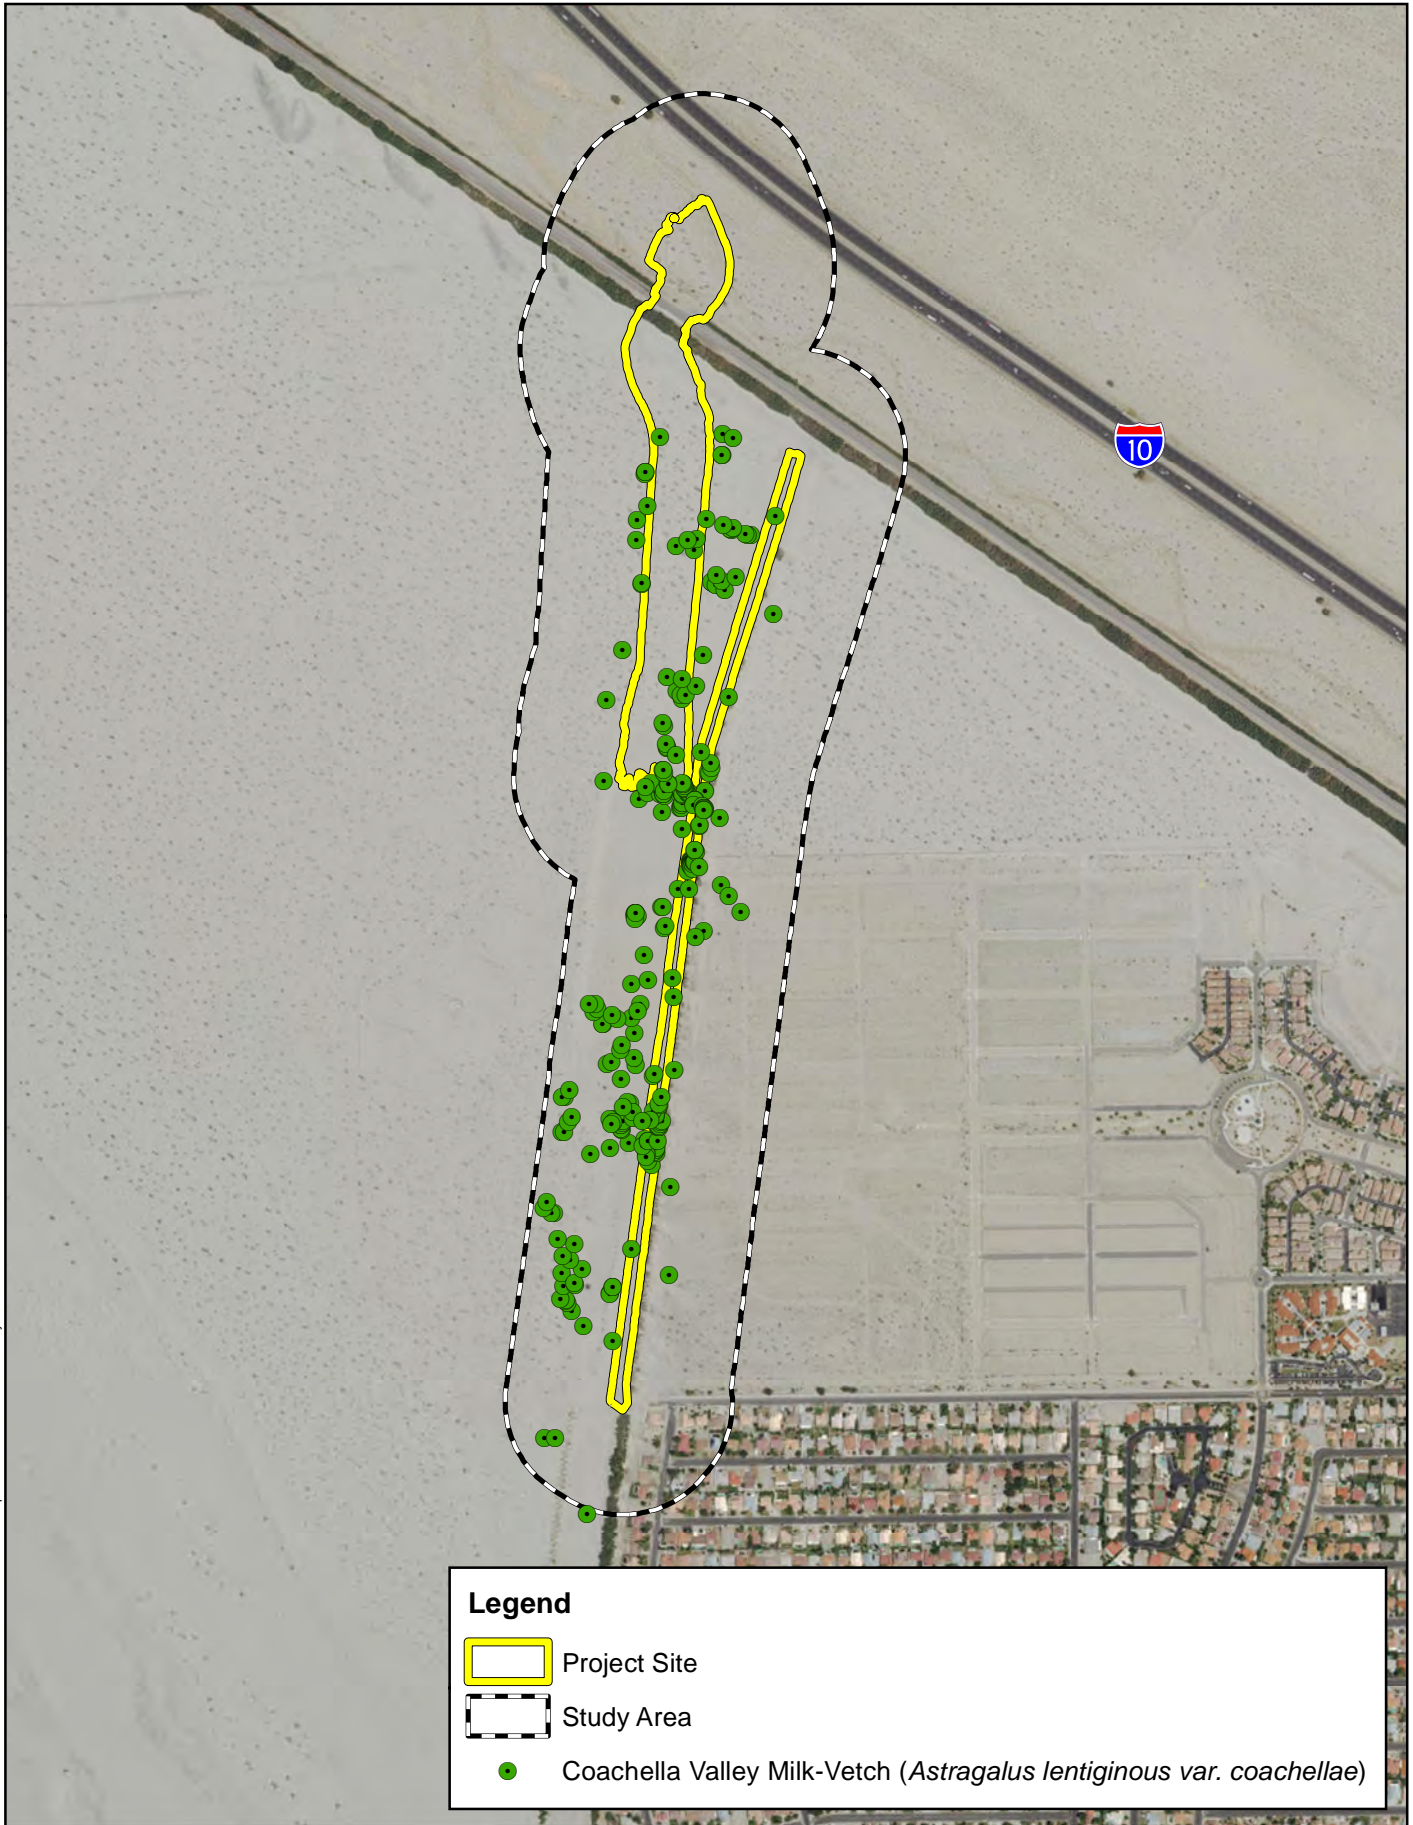 10
Legend
Project Site
Study Area
Coachella Valley Milk-Vetch (Astragalus lentiginous var. coachellae)